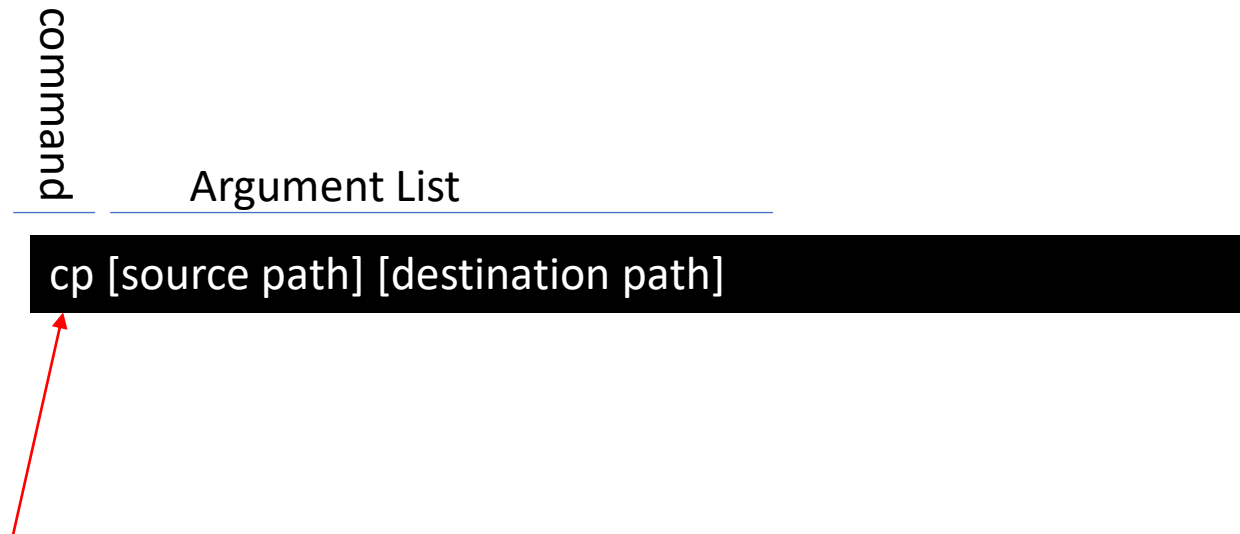 command
Argument List
cp [source path] [destination path]